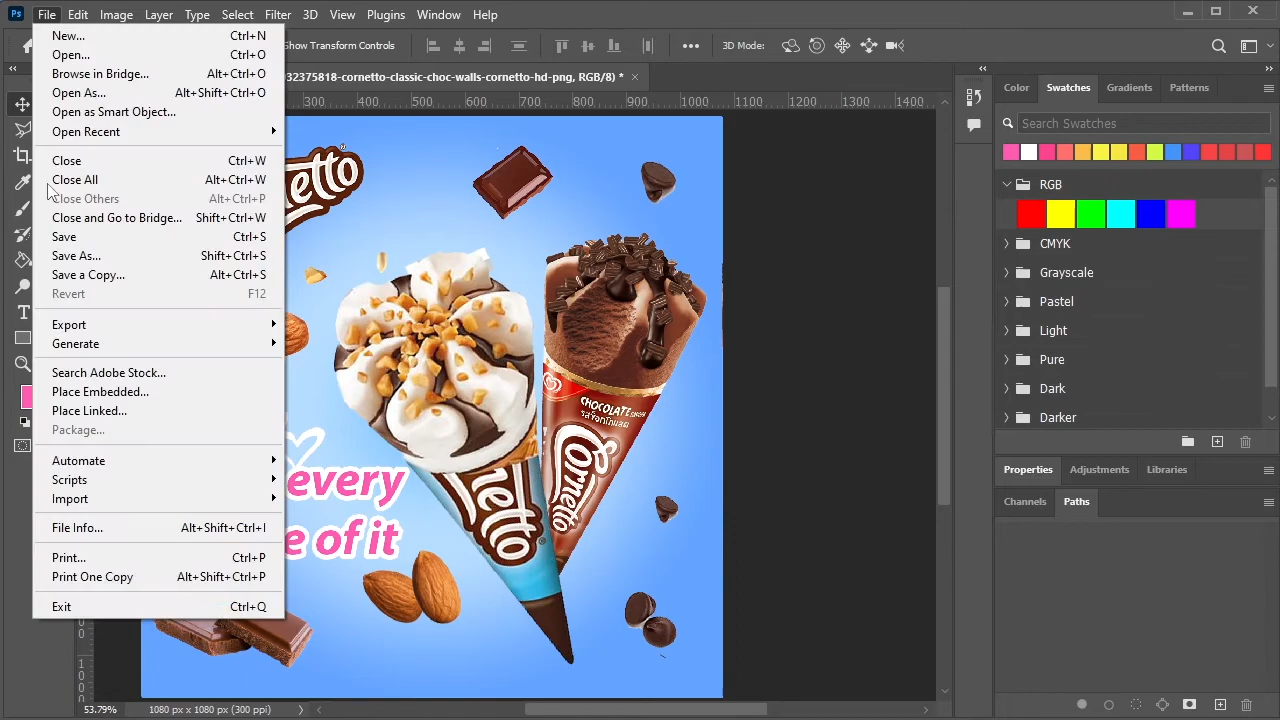 Ps File Edit Image Layer Type Select Filter 3D View Plugins Window Help
Show Transform Controls ••• 3D Mode:
032375818-cornetto-classic-choc-walls-cornetto-hd-png, RGB/8) * ×
300 400 500 600 700 800 900 1000 1100 1200 1300 1400
New... Ctrl+N
Open... Ctrl+O
Browse in Bridge... Alt+Ctrl+O
Open As... Alt+Shift+Ctrl+O
Open as Smart Object...
Open Recent
Close Ctrl+W
Close All Alt+Ctrl+W
Close Others Alt+Ctrl+P
Close and Go to Bridge... Shift+Ctrl+W
Save Ctrl+S
Save As... Shift+Ctrl+S
Save a Copy... Alt+Ctrl+S
Revert F12
Export
Generate
Search Adobe Stock...
Place Embedded...
Place Linked...
Package...
Automate
Scripts
Import
File Info... Alt+Shift+Ctrl+I
Print... Ctrl+P
Print One Copy Alt+Shift+Ctrl+P
Exit Ctrl+Q
netto®
CHOCOLATE
Cornetto
netto®
every
e of it
Color Swatches Gradients Patterns
Search Swatches
RGB
CMYK
Grayscale
Pastel
Light
Pure
Dark
Darker
Properties Adjustments Libraries
Channels Paths
53.79% 1080 px x 1080 px (300 ppi)